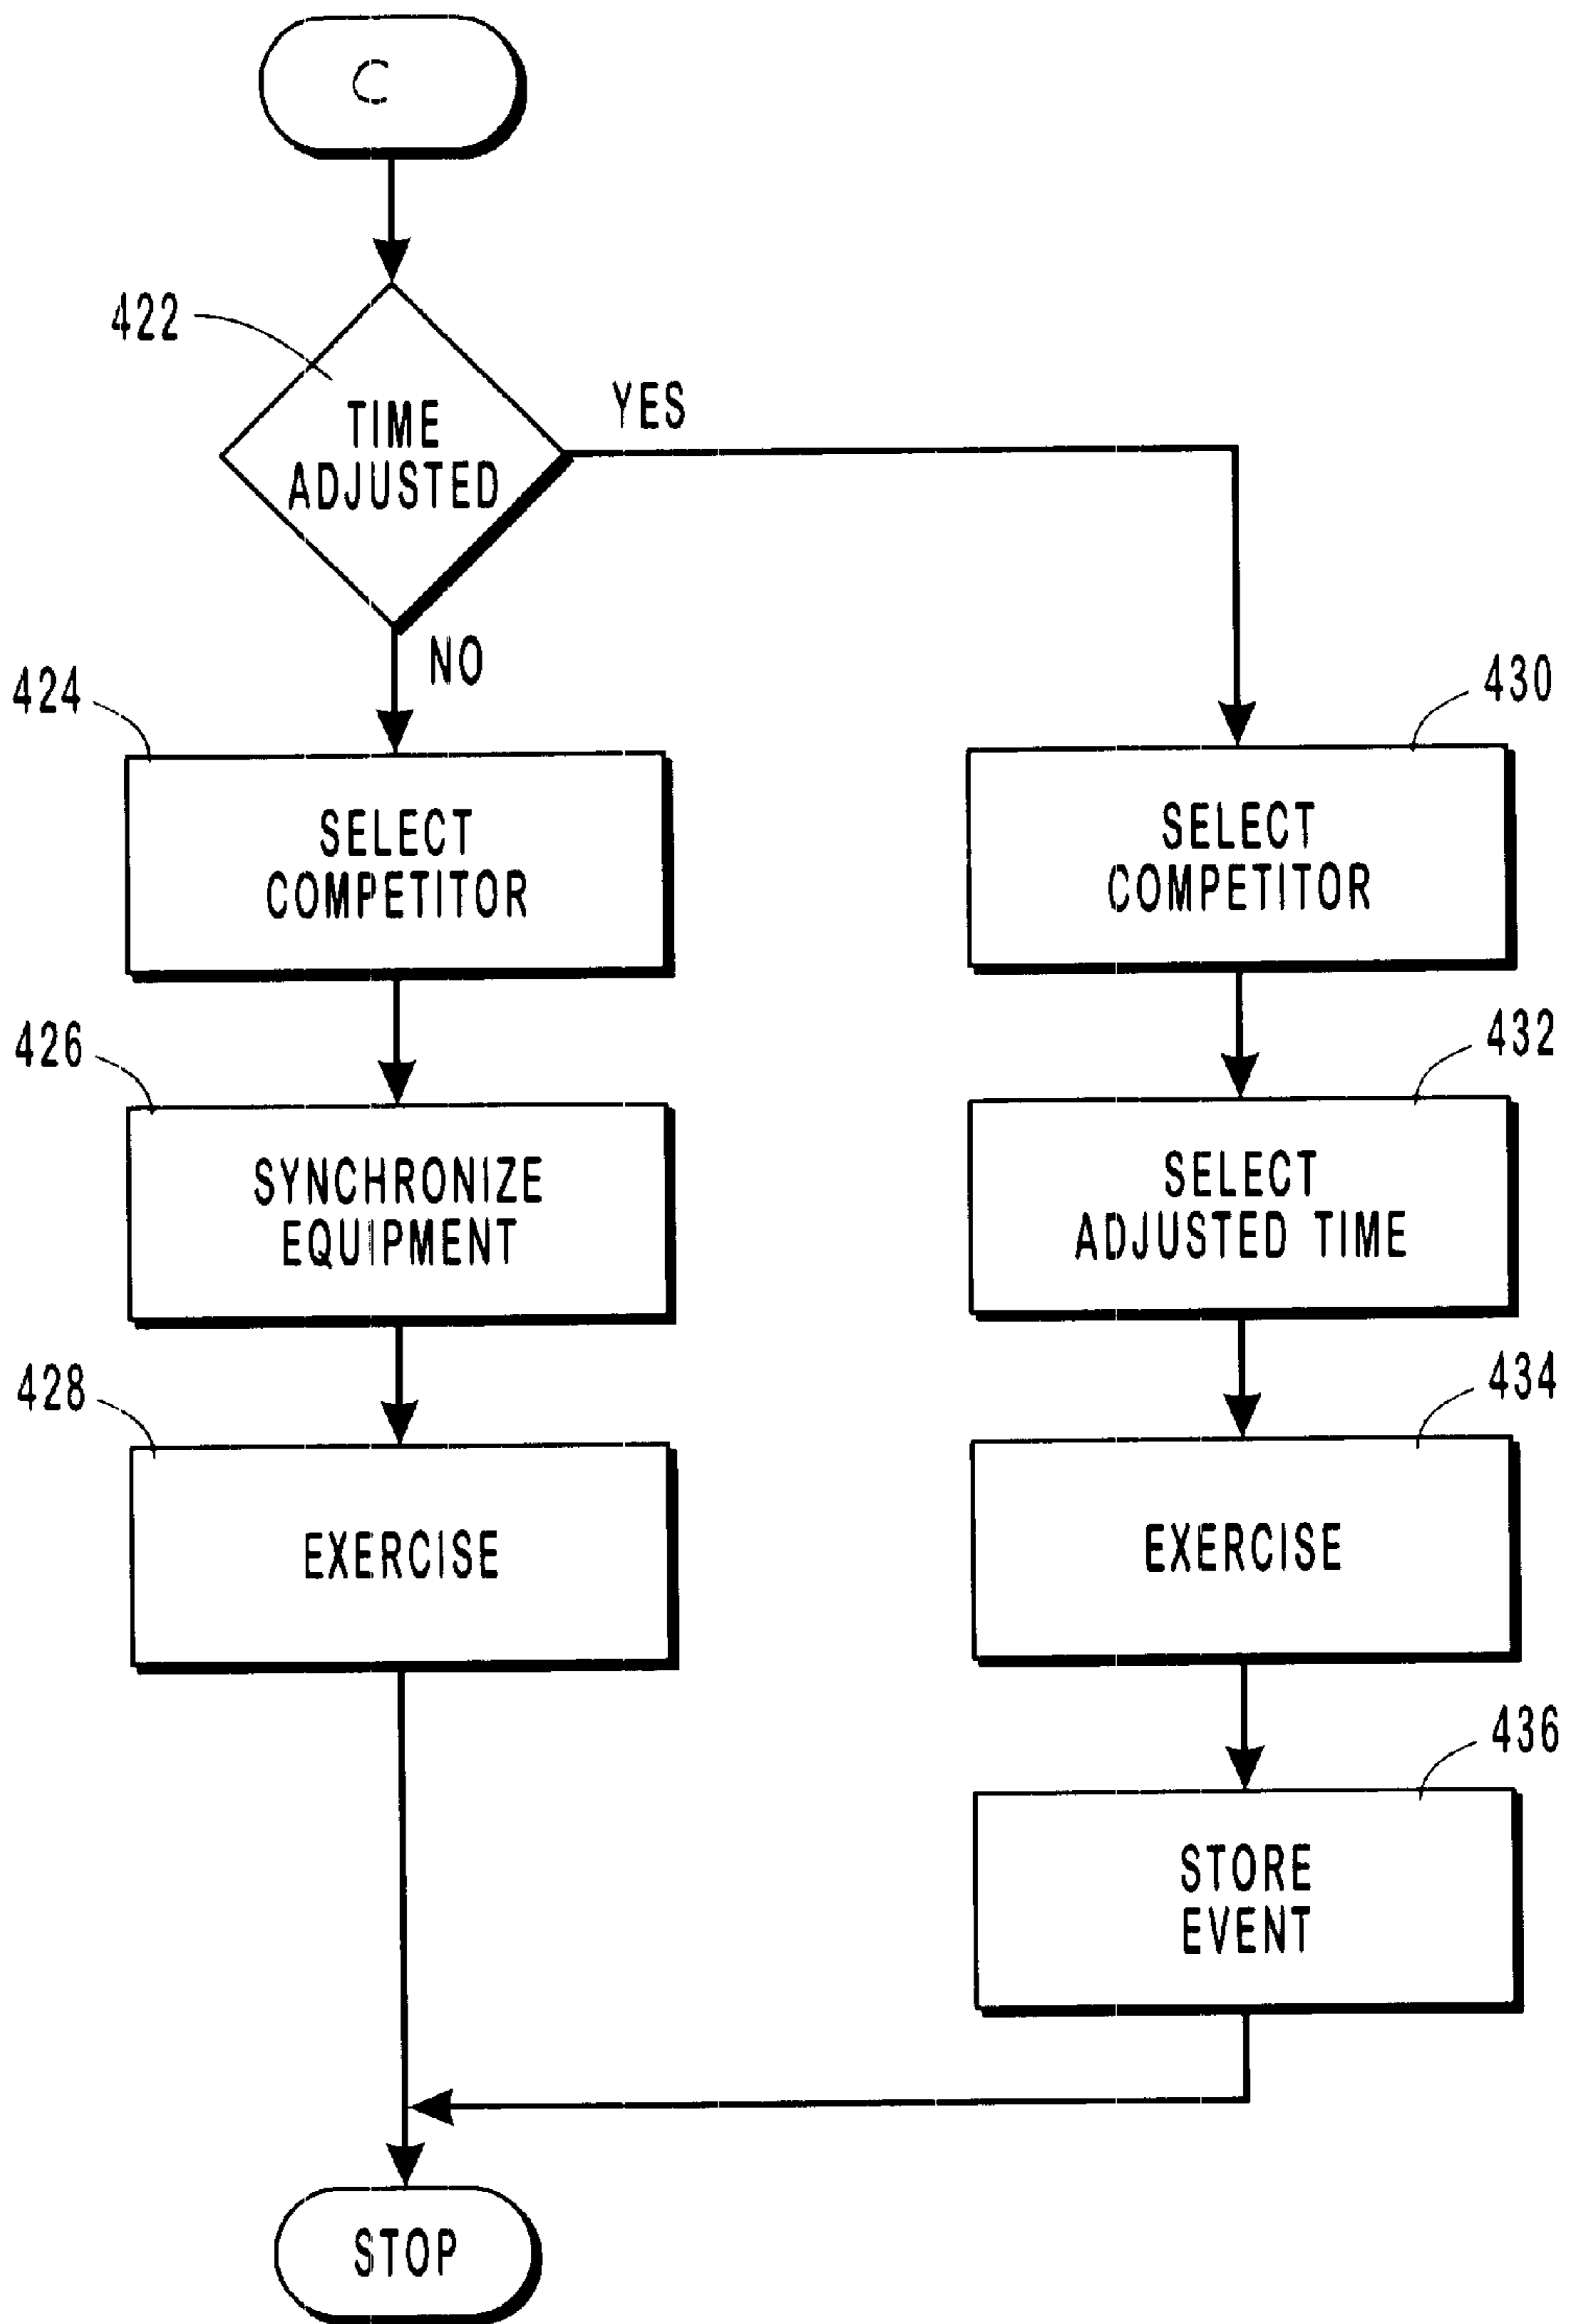 C
422
TIME
ADJUSTED
YES
NO
424
SELECT
COMPETITOR
430
SELECT
COMPETITOR
426
SYNCHRONIZE
EQUIPMENT
432
SELECT
ADJUSTED TIME
428
EXERCISE
434
EXERCISE
436
STORE
EVENT
STOP